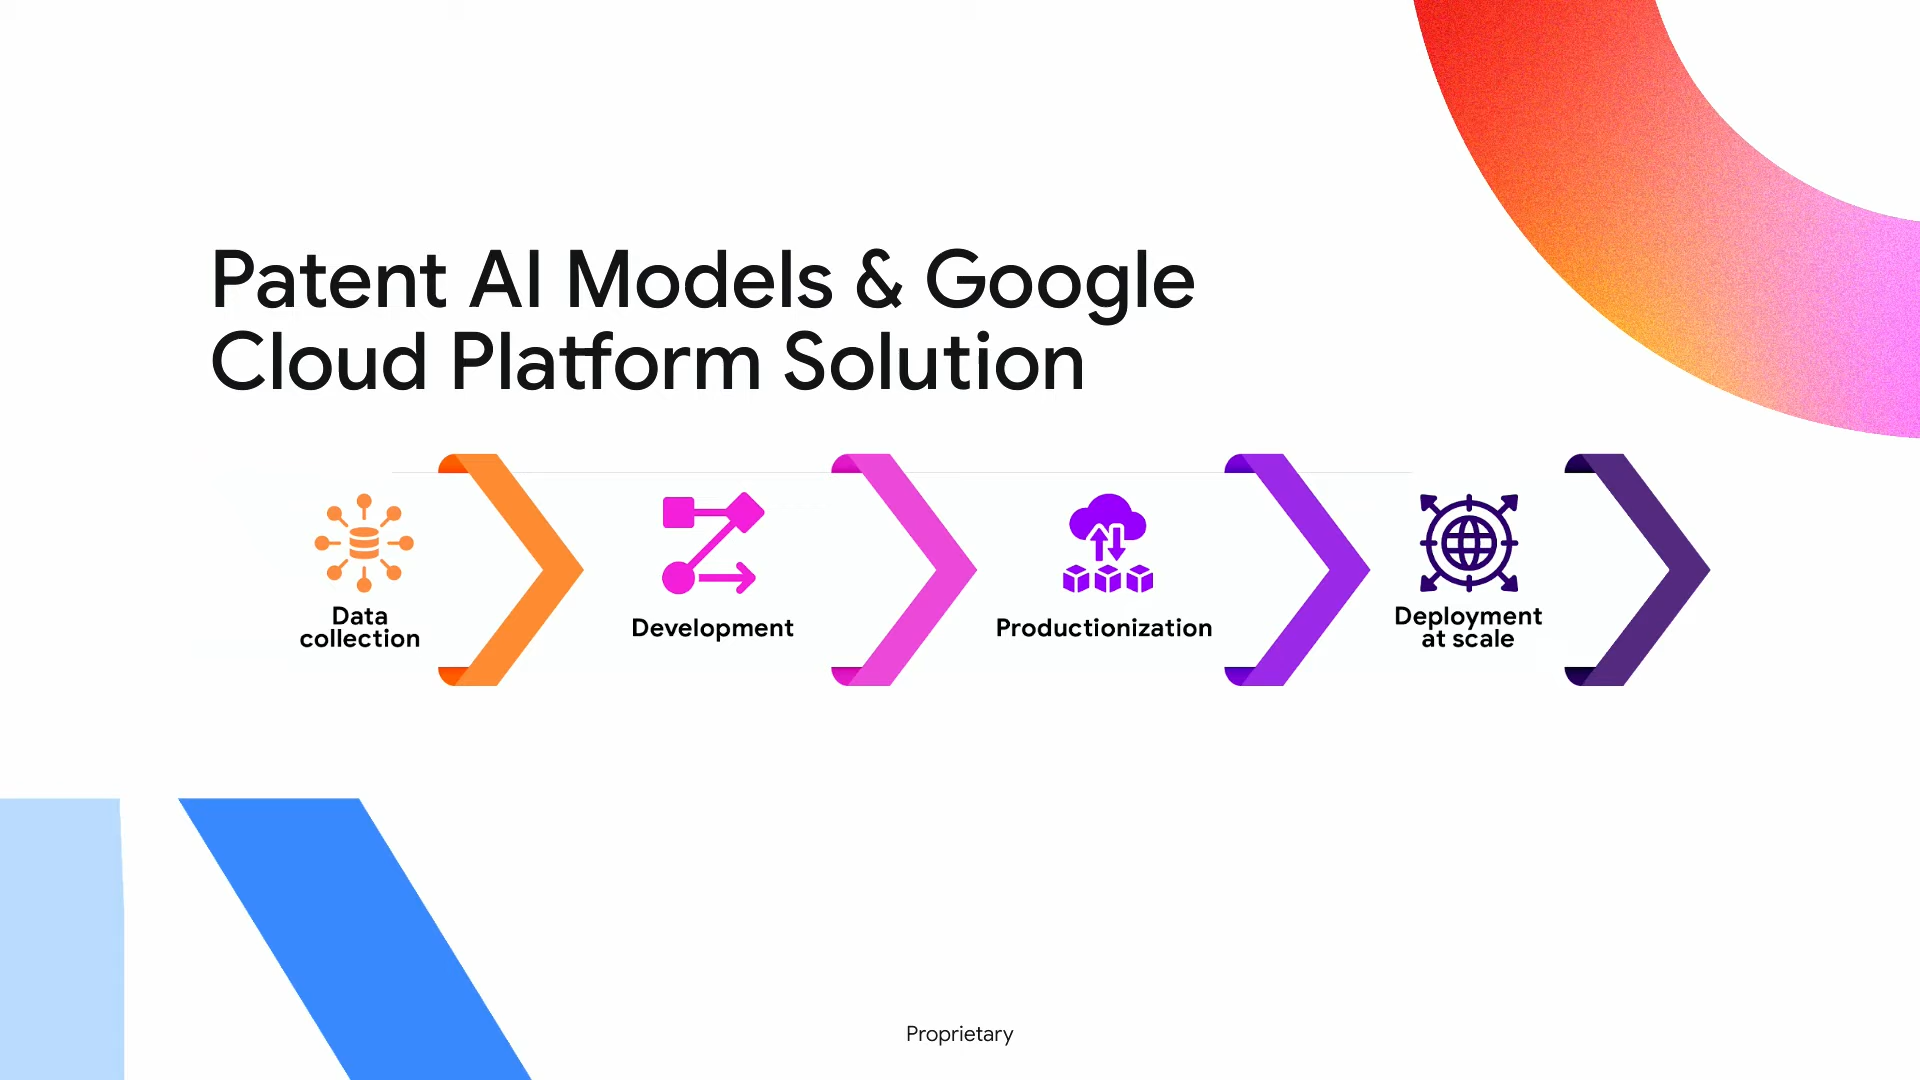 Patent AI Models & Google
Cloud Platform Solution
Data
collection
Development
Productionization
Deployment
at scale
Proprietary